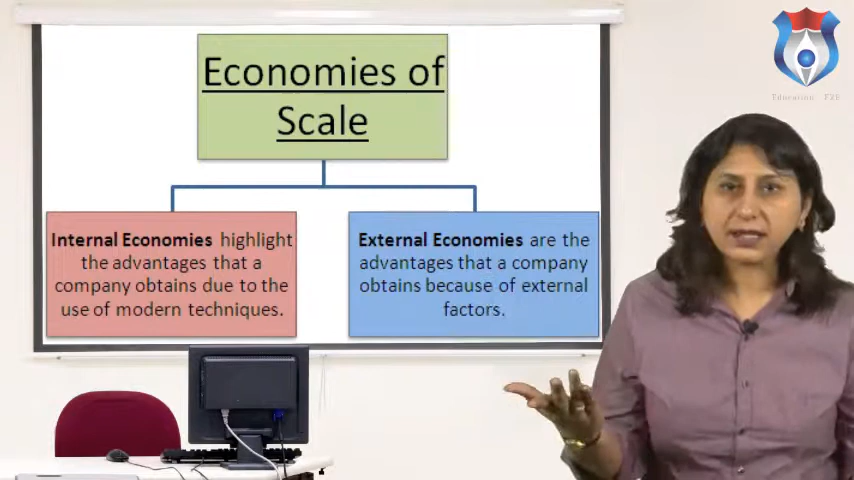 Economies of
Scale
Internal Economies highlight
the advantages that a
company obtains due to the
use of modern techniques.
External Economies are the
advantages that a company
obtains because of external
factors.
Education